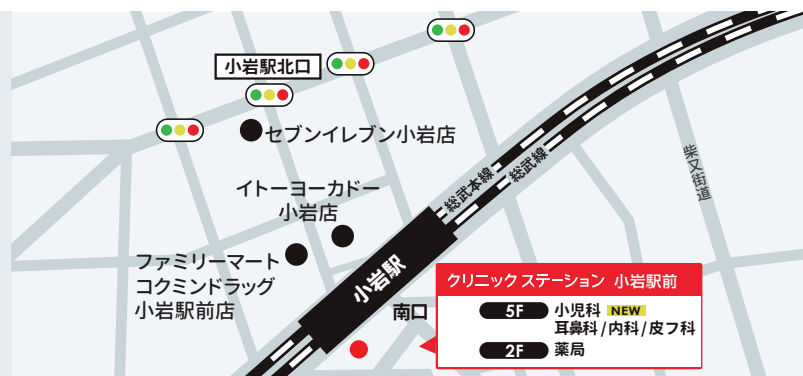 小岩駅北口
セブンイレブン小岩店
柴又街道
総武本線
総武線
イトーヨーカドー
小岩店
ファミリーマート
コクミンドラッグ
小岩駅前店
小岩駅
南口
クリニックステーション 小岩駅前
5F 小児科 NEW
耳鼻科/内科/皮フ科
2F 薬局